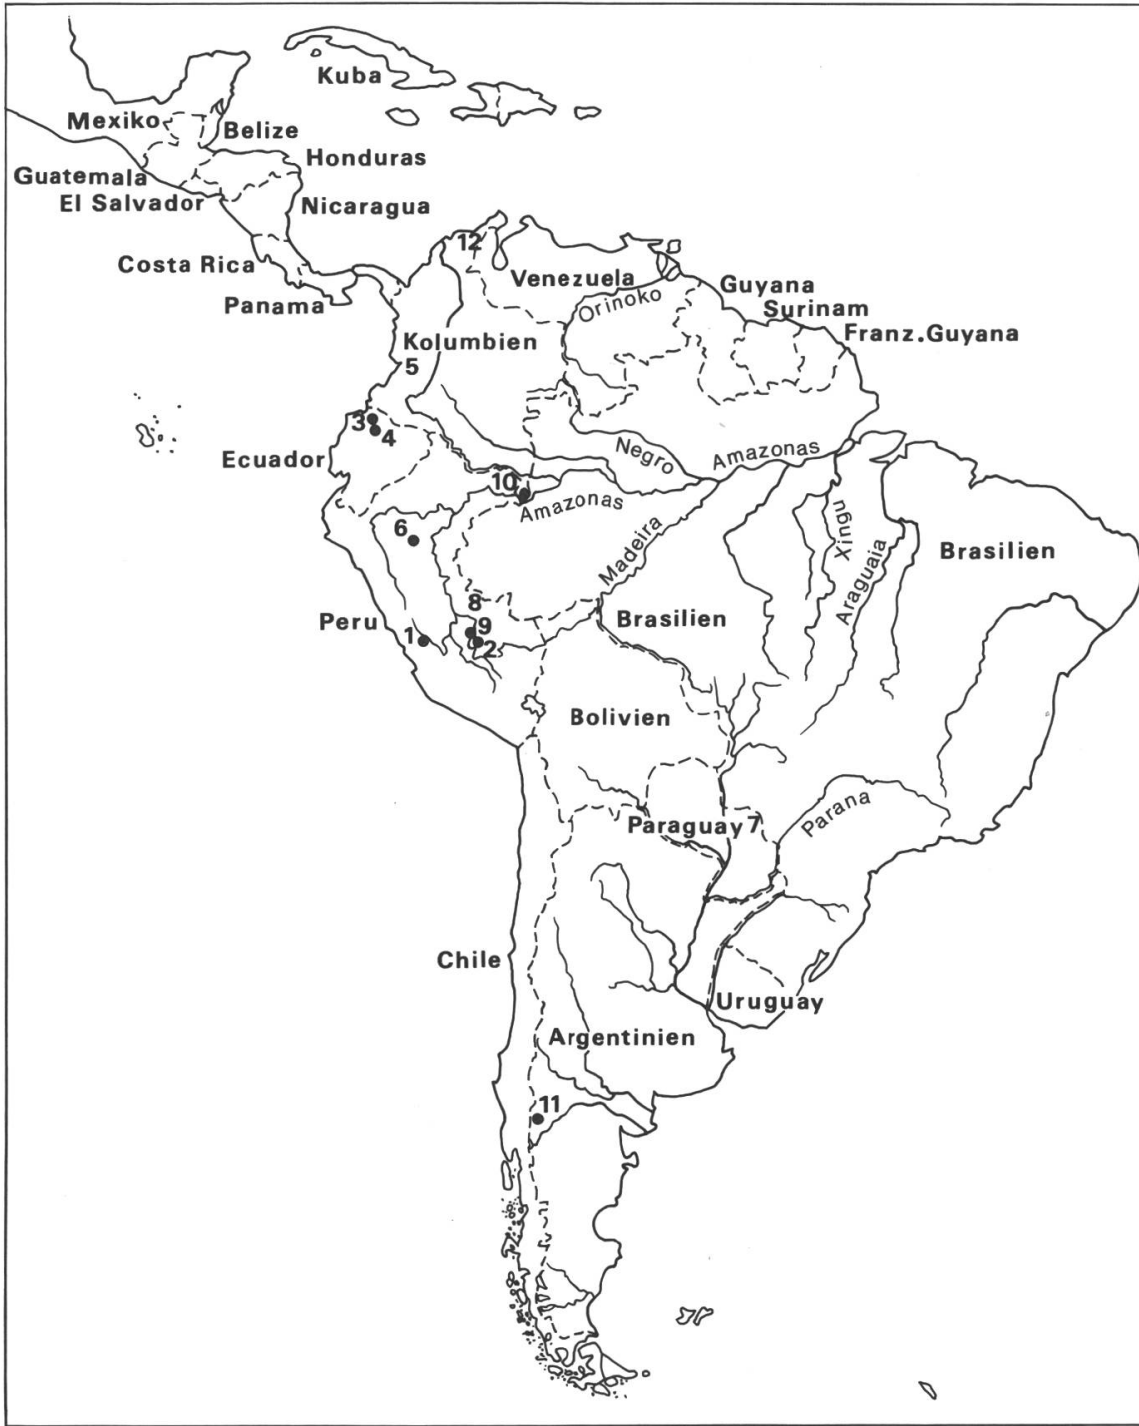 Kuba
Mexiko
Belize
Honduras
Guatemala
El Salvador
Nicaragua
12
Costa Rica
Venezuela
Guyana
Panama
Orinoko
Surinam
Franz.Guyana
Kolumbien
5
3
4
Ecuador
Negro
Amazonas
10
Amazonas
Xingu
6
Madeira
Araguaia
Brasilien
8
Peru
1
9
2
Brasilien
Bolivien
Parana
Paraguay 7
Chile
Uruguay
Argentinien
11